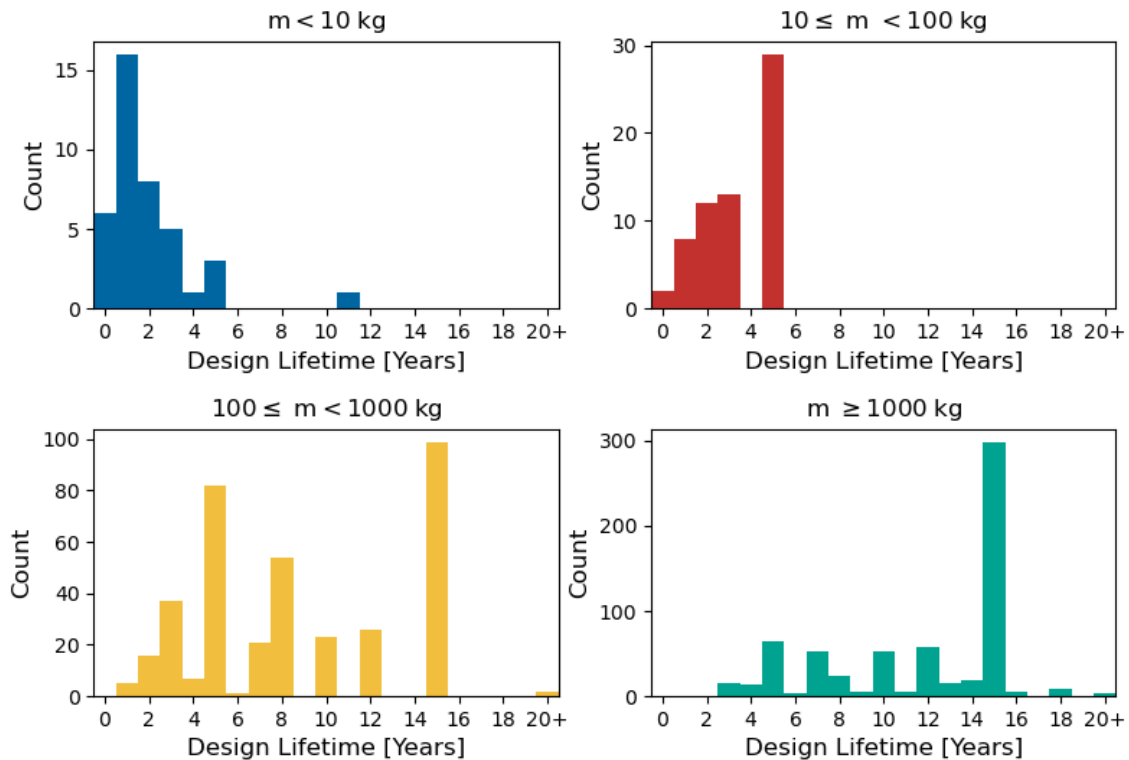 m < 10 kg
15
10
5
0
Count
0 2 4 6 8 10 12 14 16 18 20+
Design Lifetime [Years]
10 ≤ m < 100 kg
30
20
10
0
Count
0 2 4 6 8 10 12 14 16 18 20+
Design Lifetime [Years]
100 ≤ m < 1000 kg
100
80
60
40
20
0
Count
0 2 4 6 8 10 12 14 16 18 20+
Design Lifetime [Years]
m ≥ 1000 kg
300
200
100
0
Count
0 2 4 6 8 10 12 14 16 18 20+
Design Lifetime [Years]